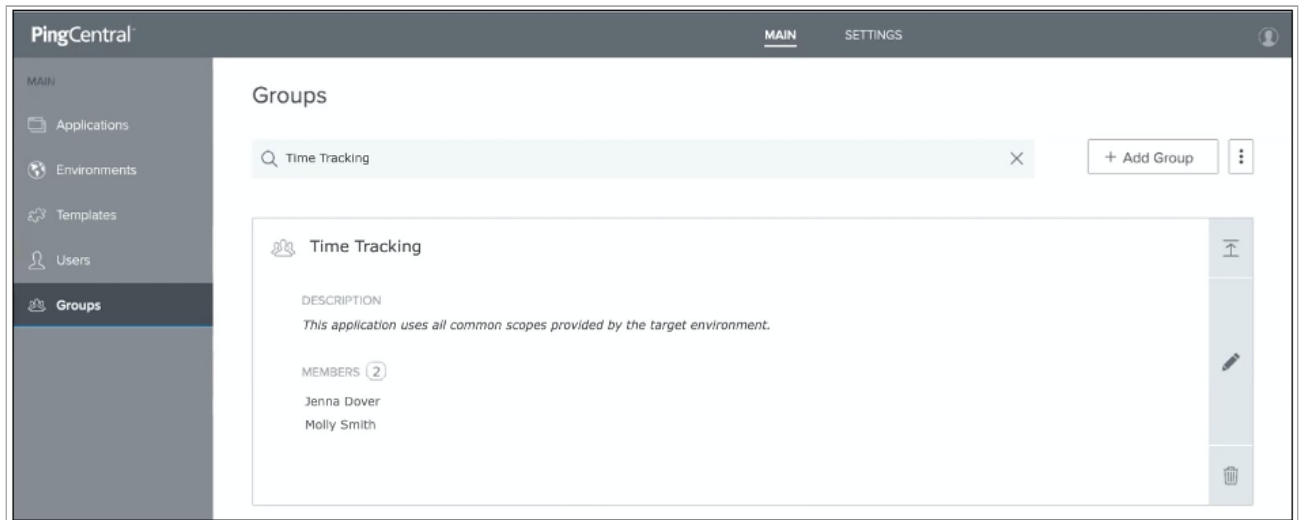 PingCentral
MAIN SETTINGS
MAIN
Applications
Environments
Templates
Users
Groups
Groups
Time Tracking
+ Add Group
Time Tracking
DESCRIPTION
This application uses all common scopes provided by the target environment.
MEMBERS 2
Jenna Dover
Molly Smith